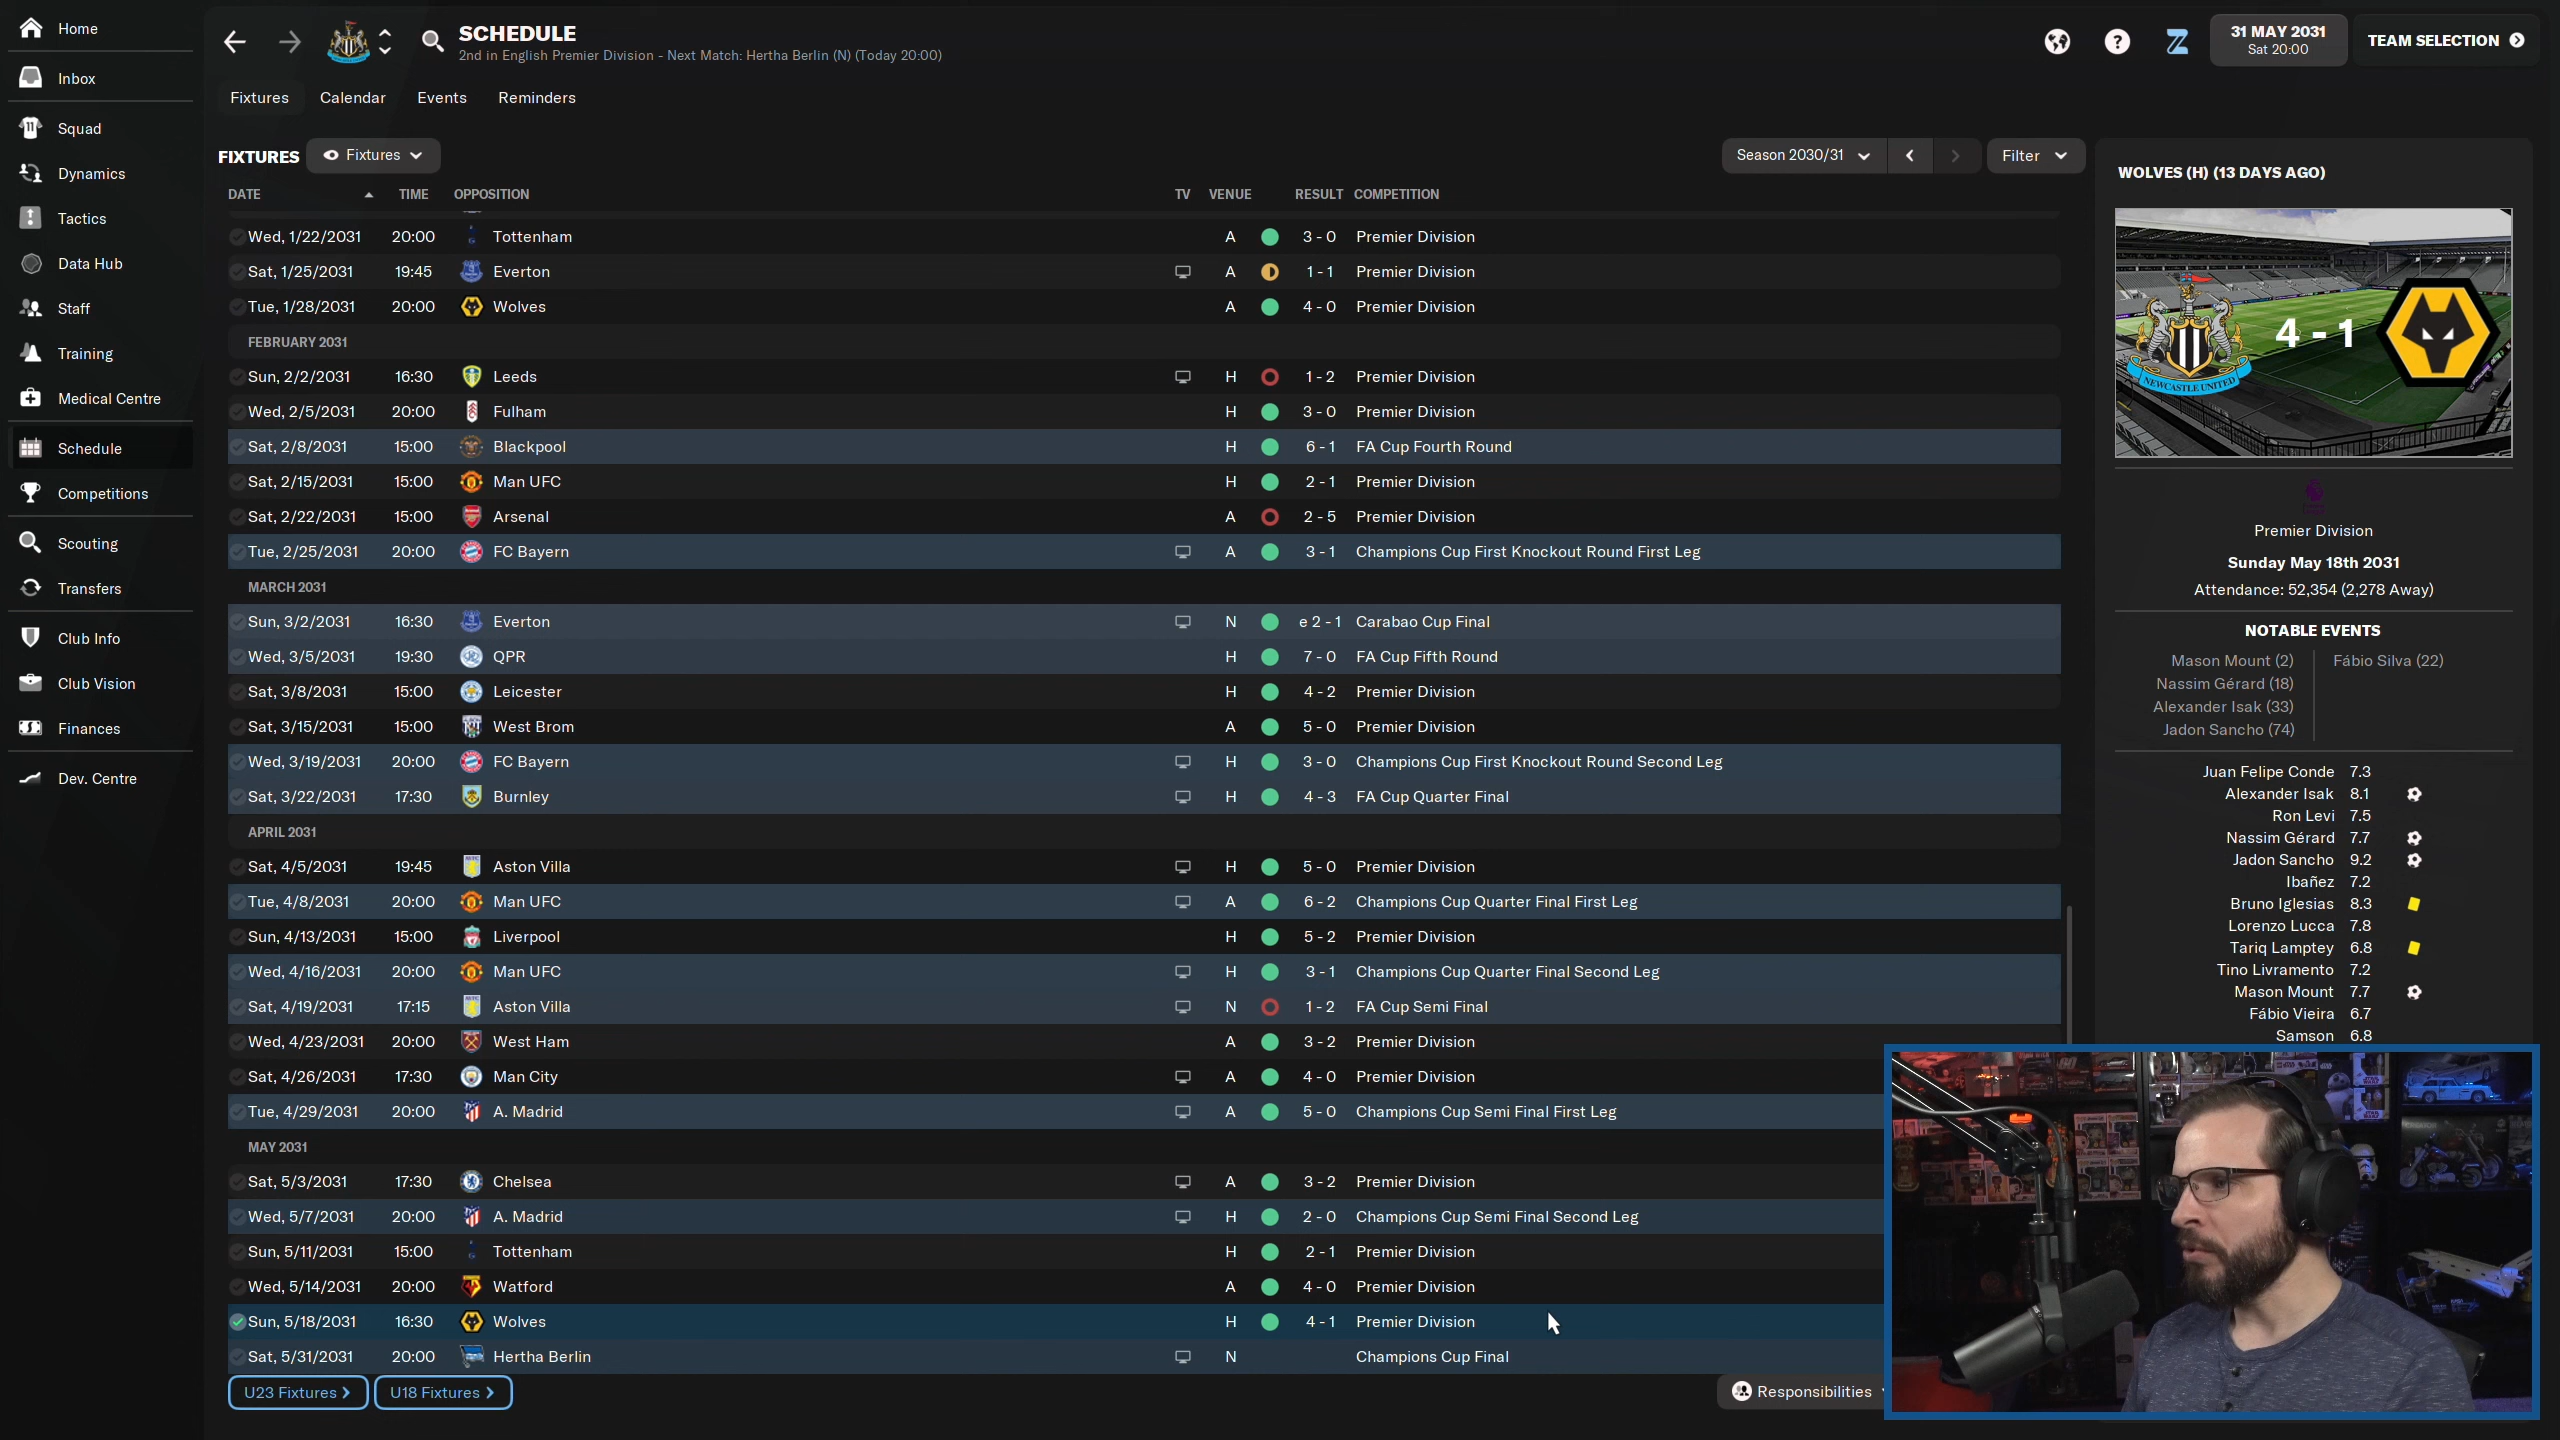 Home
Inbox
Squad
Dynamics
Tactics
Data Hub
Staff
Training
Medical Centre
Schedule
Competitions
Scouting
Transfers
Club Info
Club Vision
Finances
Dev. Centre
SCHEDULE
2nd in English Premier Division - Next Match: Hertha Berlin (N) (Today 20:00)
31 MAY 2031
Sat 20:00
TEAM SELECTION
Fixtures Calendar Events Reminders
FIXTURES Fixtures Season 2030/31 Filter
DATE TIME OPPOSITION TV VENUE RESULT COMPETITION
Wed, 1/22/2031 20:00 Tottenham A 3 - 0 Premier Division
Sat, 1/25/2031 19:45 Everton A 1 - 1 Premier Division
Tue, 1/28/2031 20:00 Wolves A 4 - 0 Premier Division
FEBRUARY 2031
Sun, 2/2/2031 16:30 Leeds H 1 - 2 Premier Division
Wed, 2/5/2031 20:00 Fulham H 3 - 0 Premier Division
Sat, 2/8/2031 15:00 Blackpool H 6 - 1 FA Cup Fourth Round
Sat, 2/15/2031 15:00 Man UFC H 2 - 1 Premier Division
Sat, 2/22/2031 15:00 Arsenal A 2 - 5 Premier Division
Tue, 2/25/2031 20:00 FC Bayern A 3 - 1 Champions Cup First Knockout Round First Leg
MARCH 2031
Sun, 3/2/2031 16:30 Everton N e 2 - 1 Carabao Cup Final
Wed, 3/5/2031 19:30 QPR H 7 - 0 FA Cup Fifth Round
Sat, 3/8/2031 15:00 Leicester H 4 - 2 Premier Division
Sat, 3/15/2031 15:00 West Brom A 5 - 0 Premier Division
Wed, 3/19/2031 20:00 FC Bayern H 3 - 0 Champions Cup First Knockout Round Second Leg
Sat, 3/22/2031 17:30 Burnley H 4 - 3 FA Cup Quarter Final
APRIL 2031
Sat, 4/5/2031 19:45 Aston Villa H 5 - 0 Premier Division
Tue, 4/8/2031 20:00 Man UFC A 6 - 2 Champions Cup Quarter Final First Leg
Sun, 4/13/2031 15:00 Liverpool H 5 - 2 Premier Division
Wed, 4/16/2031 20:00 Man UFC H 3 - 1 Champions Cup Quarter Final Second Leg
Sat, 4/19/2031 17:15 Aston Villa N 1 - 2 FA Cup Semi Final
Wed, 4/23/2031 20:00 West Ham A 3 - 2 Premier Division
Sat, 4/26/2031 17:30 Man City A 4 - 0 Premier Division
Tue, 4/29/2031 20:00 A. Madrid A 5 - 0 Champions Cup Semi Final First Leg
MAY 2031
Sat, 5/3/2031 17:30 Chelsea A 3 - 2 Premier Division
Wed, 5/7/2031 20:00 A. Madrid H 2 - 0 Champions Cup Semi Final Second Leg
Sun, 5/11/2031 15:00 Tottenham H 2 - 1 Premier Division
Wed, 5/14/2031 20:00 Watford A 4 - 0 Premier Division
Sun, 5/18/2031 16:30 Wolves H 4 - 1 Premier Division
Sat, 5/31/2031 20:00 Hertha Berlin N Champions Cup Final
U23 Fixtures U18 Fixtures Responsibilities
WOLVES (H) (13 DAYS AGO)
4 - 1
NEWCASTLE UNITED
Premier Division
Sunday May 18th 2031
Attendance: 52,354 (2,278 Away)
NOTABLE EVENTS
Mason Mount (2) Fábio Silva (22)
Nassim Gérard (18)
Alexander Isak (33)
Jadon Sancho (74)
Juan Felipe Conde 7.3
Alexander Isak 8.1
Ron Levi 7.5
Nassim Gérard 7.7
Jadon Sancho 9.2
Ibañez 7.2
Bruno Iglesias 8.3
Lorenzo Lucca 7.8
Tariq Lamptey 6.8
Tino Livramento 7.2
Mason Mount 7.7
Fábio Vieira 6.7
Samson 6.8